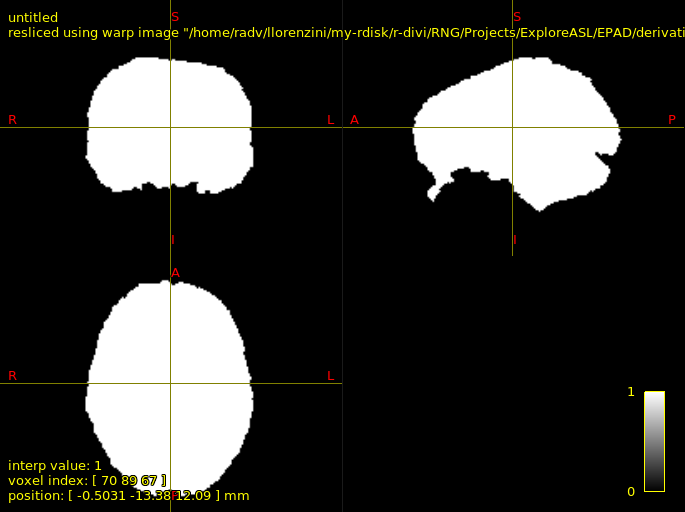 untitled
resliced using warp image "/home/radv/llorenzini/my-rdisk/r-divi/RNG/Projects/ExploreASL/EPAD/derivati
S
S
R
L
A
P
I
I
A
R
L
1
interp value: 1
voxel index: [ 70 89 67 ]
0
position: [ -0.5031 -13.38 12.09 ] mm